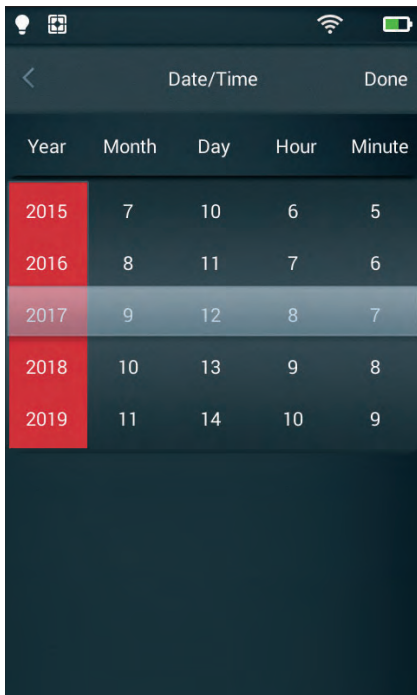 Date/Time Done
Year Month Day Hour Minute
2015 7 10 6 5
2016 8 11 7 6
2017 9 12 8 7
2018 10 13 9 8
2019 11 14 10 9